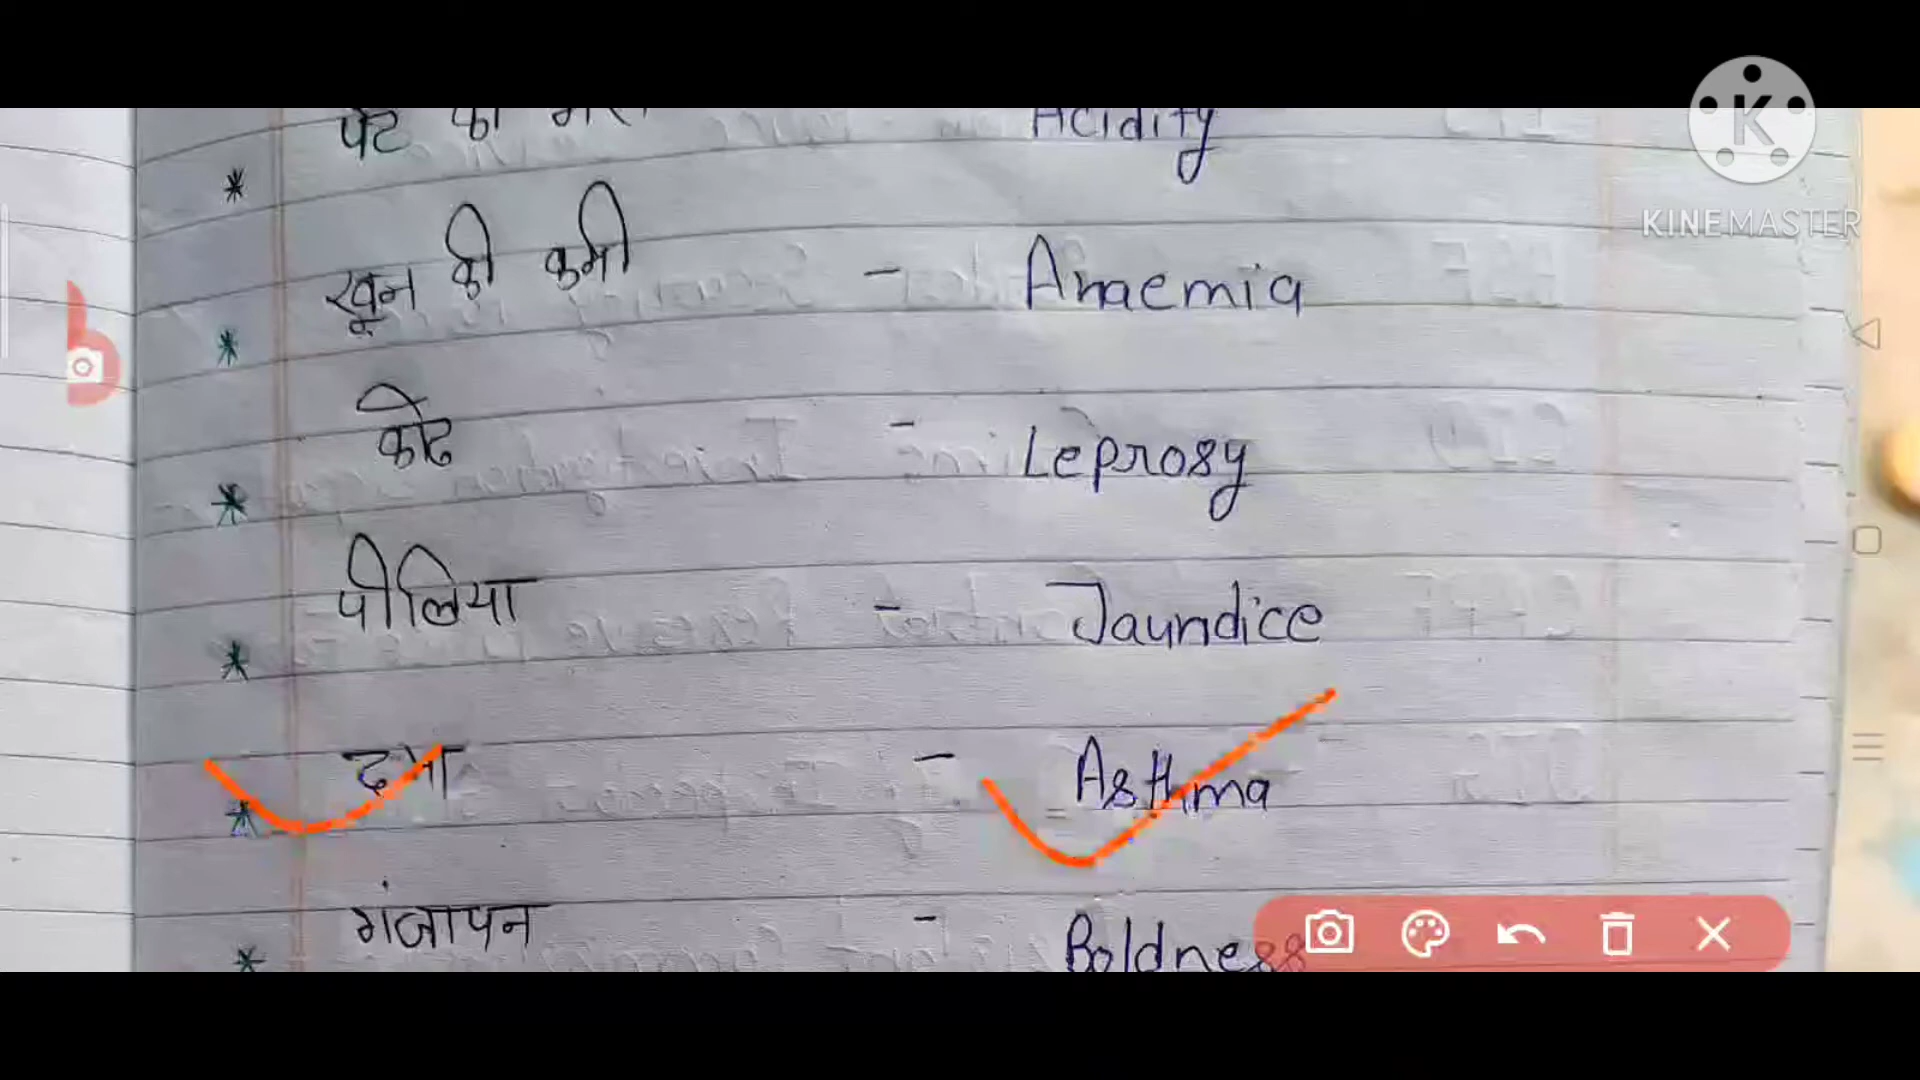 पेट की Acidity
खून की कमी - Anaemia
कोढ - Leprosy
पीलिया - Jaundice
दमा - Asthma
गंजापन - Boldness
KINEMASTER